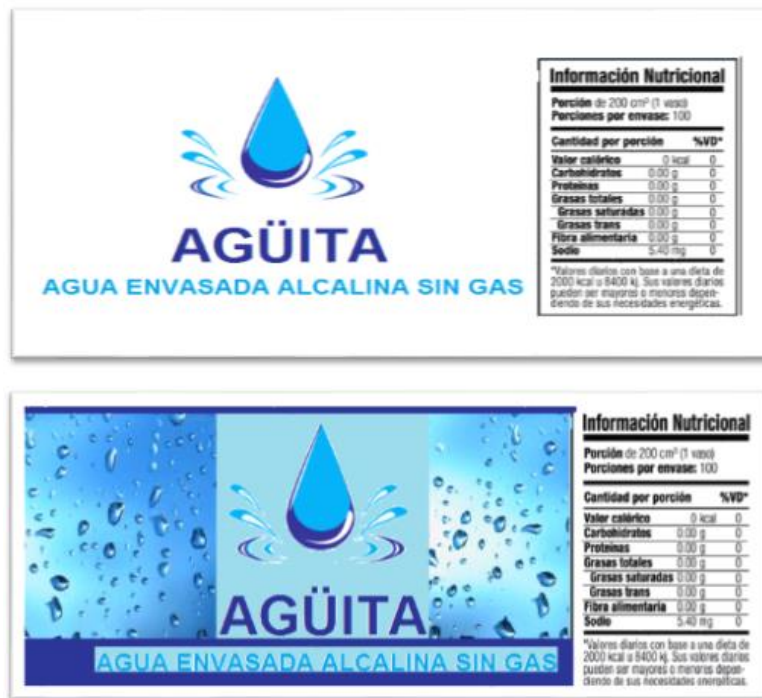 AGÜITA
AGUA ENVASADA ALCALINA SIN GAS
Información Nutricional
Porción de 200 cm³ (1 vaso)
Porciones por envase: 100
Cantidad por porción %VD*
Valor calórico 0 kcal 0
Carbohidratos 0.00 g 0
Proteinas 0.00 g 0
Grasas totales 0.00 g 0
Grasas saturadas 0.00 g 0
Grasas trans 0.00 g 0
Fibra alimentaria 0.00 g 0
Sodio 5.40 mg 0
*Valores diarios con base a una dieta de
2000 kcal u 8400 kj. Sus valores diarios
pueden ser mayores o menores depen-
diendo de sus necesidades energéticas.
AGÜITA
AGUA ENVASADA ALCALINA SIN GAS
Información Nutricional
Porción de 200 cm³ (1 vaso)
Porciones por envase: 100
Cantidad por porción %VD*
Valor calórico 0 kcal 0
Carbohidratos 0.00 g 0
Proteinas 0.00 g 0
Grasas totales 0.00 g 0
Grasas saturadas 0.00 g 0
Grasas trans 0.00 g 0
Fibra alimentaria 0.00 g 0
Sodio 5.40 mg 0
*Valores diarios con base a una dieta de
2000 kcal u 8400 kj. Sus valores diarios
pueden ser mayores o menores depen-
diendo de sus necesidades energéticas.